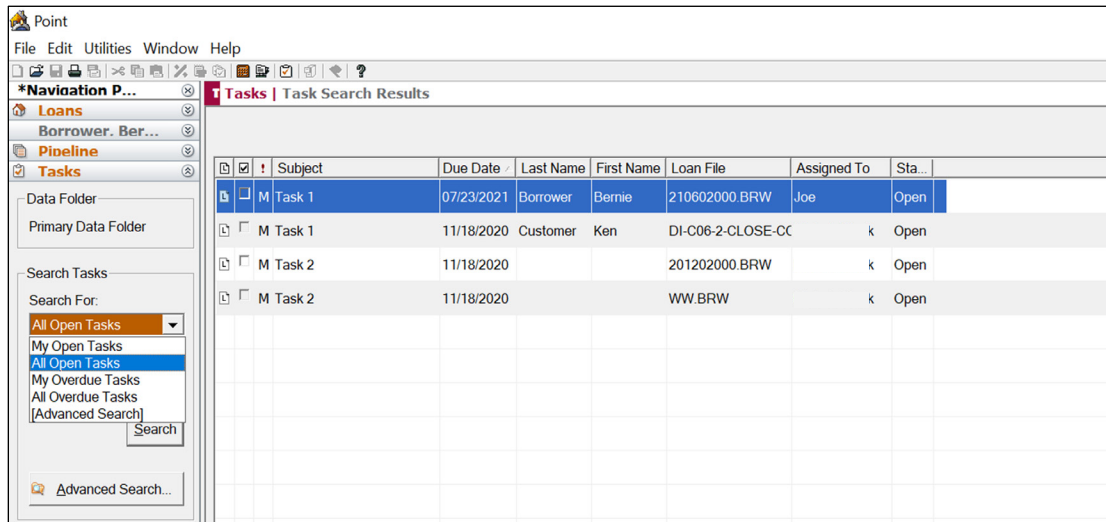 Point
File Edit Utilities Window Help
*Navigation P...
Loans
Borrower, Ber...
Pipeline
Tasks
Data Folder
Primary Data Folder
Search Tasks
Search For:
All Open Tasks
My Open Tasks
All Open Tasks
My Overdue Tasks
All Overdue Tasks
[Advanced Search]
Search
Advanced Search...
T Tasks | Task Search Results
! Subject Due Date Last Name First Name Loan File Assigned To Sta...
M Task 1 07/23/2021 Borrower Bernie 210602000.BRW Joe Open
M Task 1 11/18/2020 Customer Ken DI-C06-2-CLOSE-CC k Open
M Task 2 11/18/2020 201202000.BRW k Open
M Task 2 11/18/2020 WW.BRW k Open